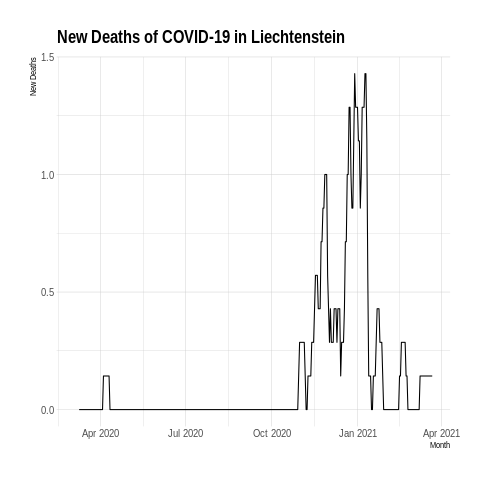 New Deaths of COVID-19 in Liechtenstein
New Deaths
1.5
1.0
0.5
0.0
Apr 2020
Jul 2020
Oct 2020
Jan 2021
Apr 2021
Month